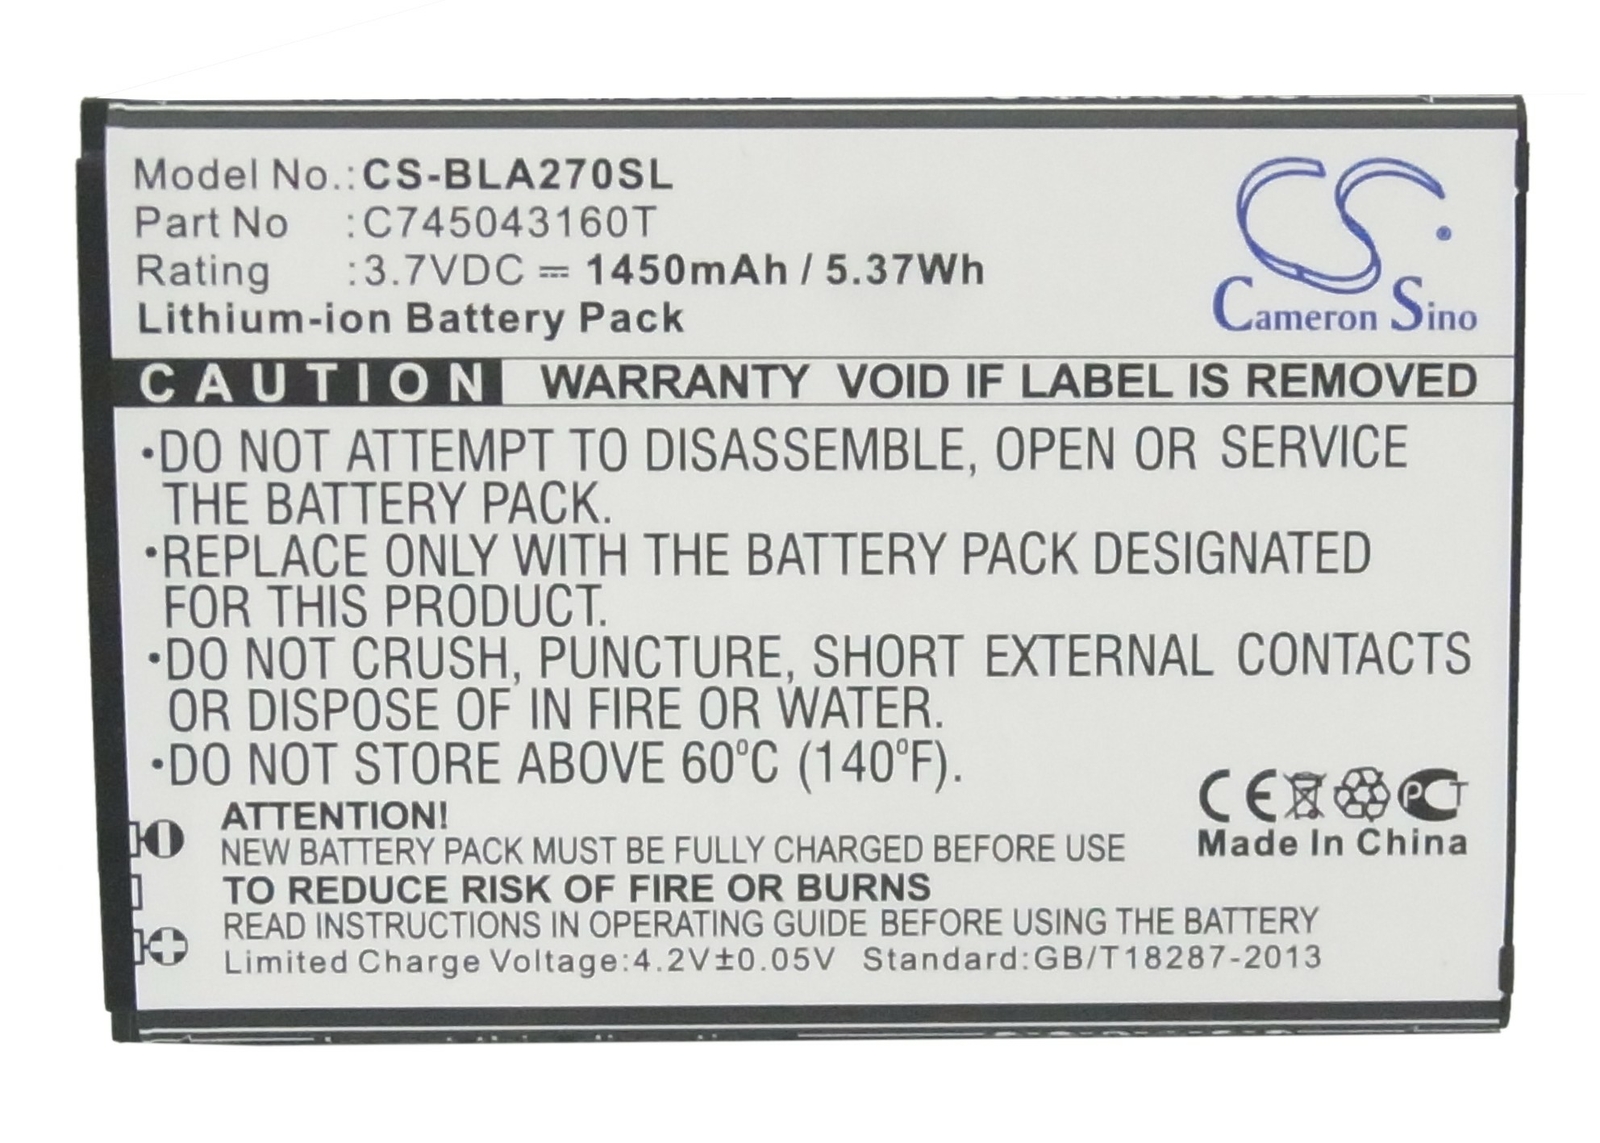 Model No.:CS-BLA270SL
Part No :C745043160T
Rating :3.7VDC ⎓ 1450mAh / 5.37Wh
Lithium-ion Battery Pack
CS®
Cameron Sino
CAUTION WARRANTY VOID IF LABEL IS REMOVED
•DO NOT ATTEMPT TO DISASSEMBLE, OPEN OR SERVICE
THE BATTERY PACK.
•REPLACE ONLY WITH THE BATTERY PACK DESIGNATED
FOR THIS PRODUCT.
•DO NOT CRUSH, PUNCTURE, SHORT EXTERNAL CONTACTS
OR DISPOSE OF IN FIRE OR WATER.
•DO NOT STORE ABOVE 60°C (140°F).
CE PCT
Made In China
ATTENTION!
NEW BATTERY PACK MUST BE FULLY CHARGED BEFORE USE
TO REDUCE RISK OF FIRE OR BURNS
READ INSTRUCTIONS IN OPERATING GUIDE BEFORE USING THE BATTERY
Limited Charge Voltage:4.2V±0.05V Standard:GB/T18287-2013